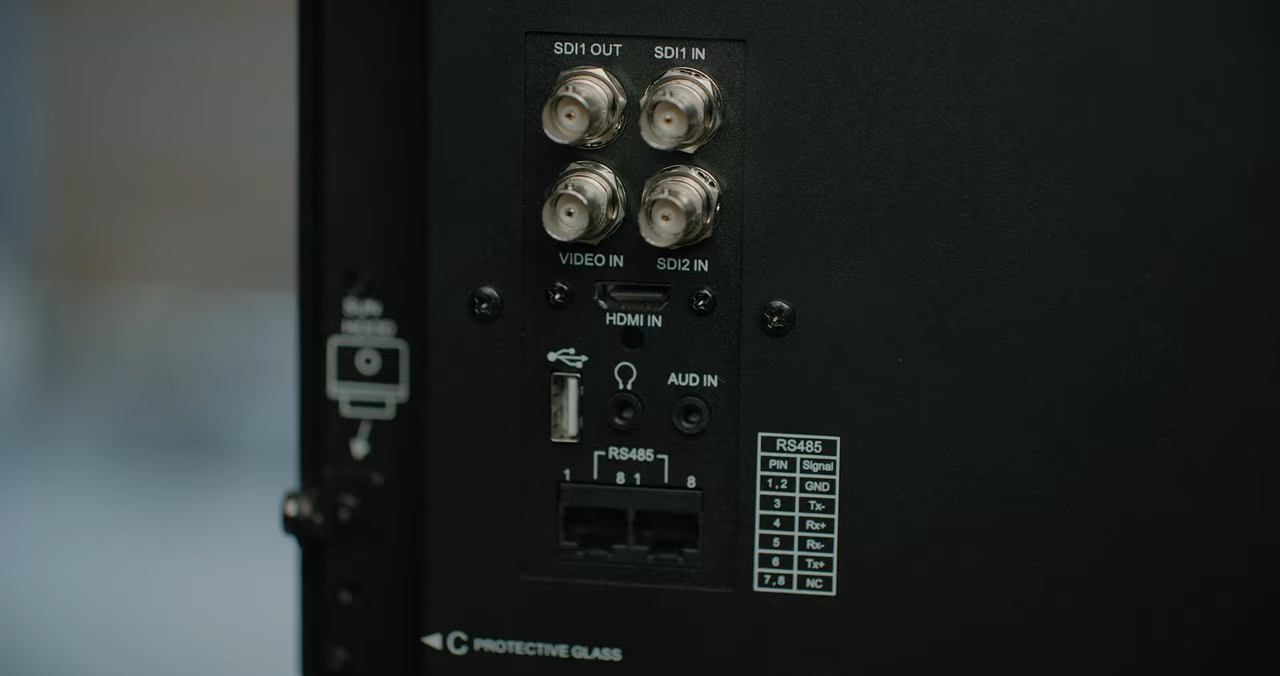 SDI1 OUT SDI1 IN
VIDEO IN SDI2 IN
HDMI IN
AUD IN
RS485
1 8 1 8
RS485
PIN Signal
1,2 GND
3 Tx-
4 Rx+
5 Rx-
6 Tx+
7,8 NC
C PROTECTIVE GLASS